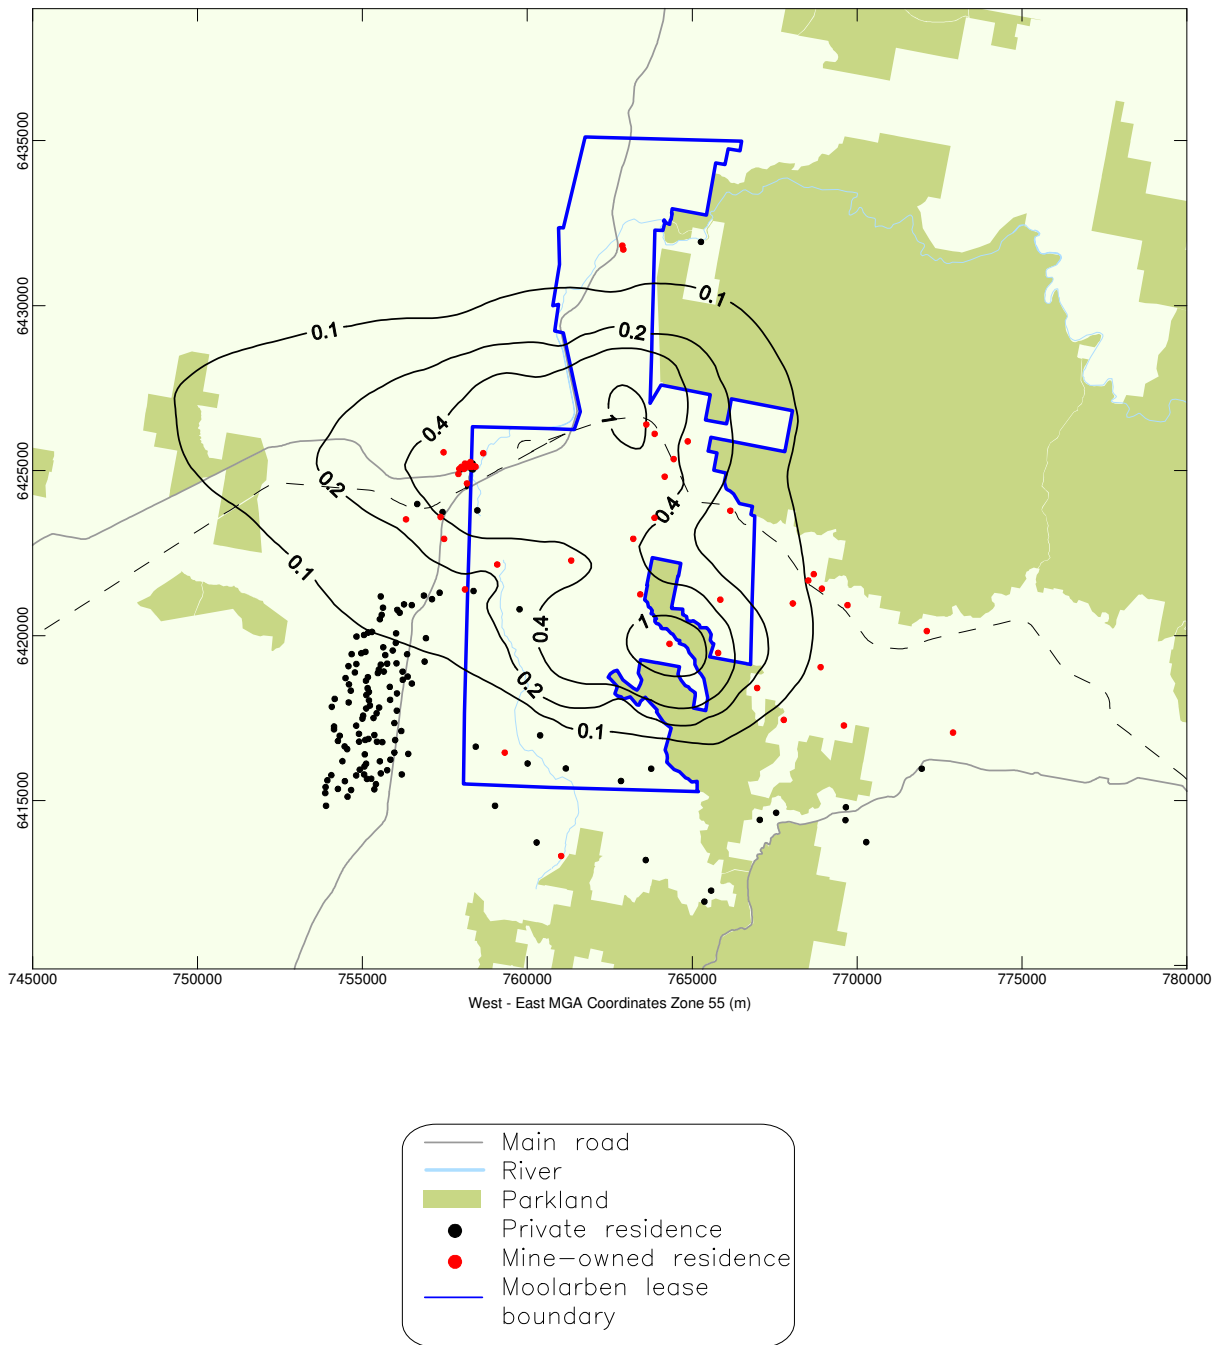 6435000
0.1
0.1
0.2
6430000
0.4
1
6425000
0.2
0.4
0.1
1
0.4
6420000
0.2
0.1
6415000
745000 750000 755000 760000 765000 770000 775000 780000
West - East MGA Coordinates Zone 55 (m)
Main road
River
Parkland
Private residence
Mine-owned residence
Moolarben lease
boundary